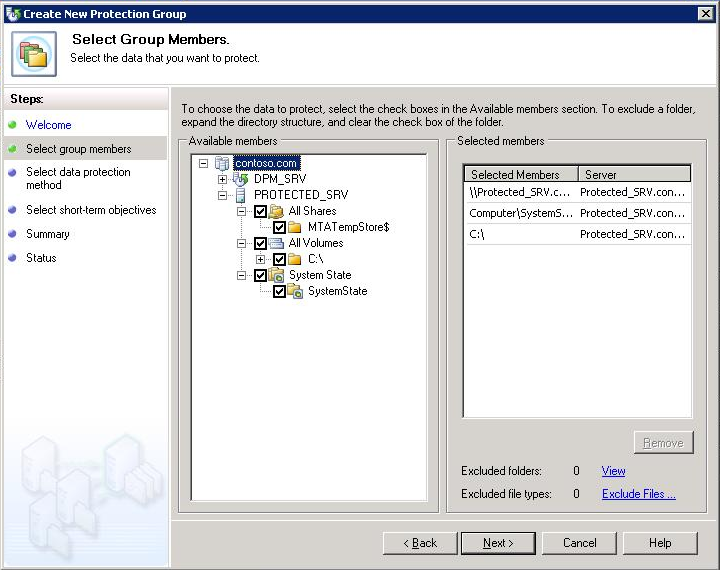 Create New Protection Group
Select Group Members.
Select the data that you want to protect.
Steps:
Welcome
Select group members
Select data protection
method
Select short-term objectives
Summary
Status
To choose the data to protect, select the check boxes in the Available members section. To exclude a folder,
expand the directory structure, and clear the check box of the folder.
Available members
contoso.com
DPM_SRV
PROTECTED_SRV
All Shares
MTATempStore$
All Volumes
C:\
System State
SystemState
Selected members
Selected Members Server
\\Protected_SRV.c... Protected_SRV.con...
Computer\SystemS... Protected_SRV.con...
C:\ Protected_SRV.con...
Remove
Excluded folders: 0 View
Excluded file types: 0 Exclude Files ...
< Back Next > Cancel Help